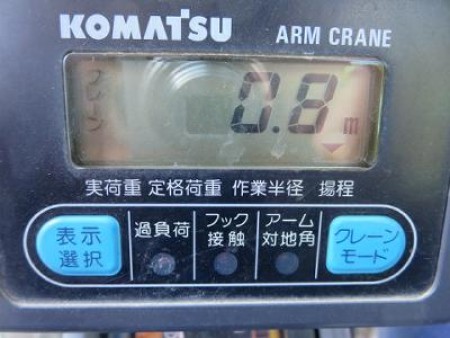 KOMATSU ARM CRANE
クレーン 0.8 m
実荷重 定格荷重 作業半径 揚程
表示選択 過負荷 フック接触 アーム対地角 クレーンモード